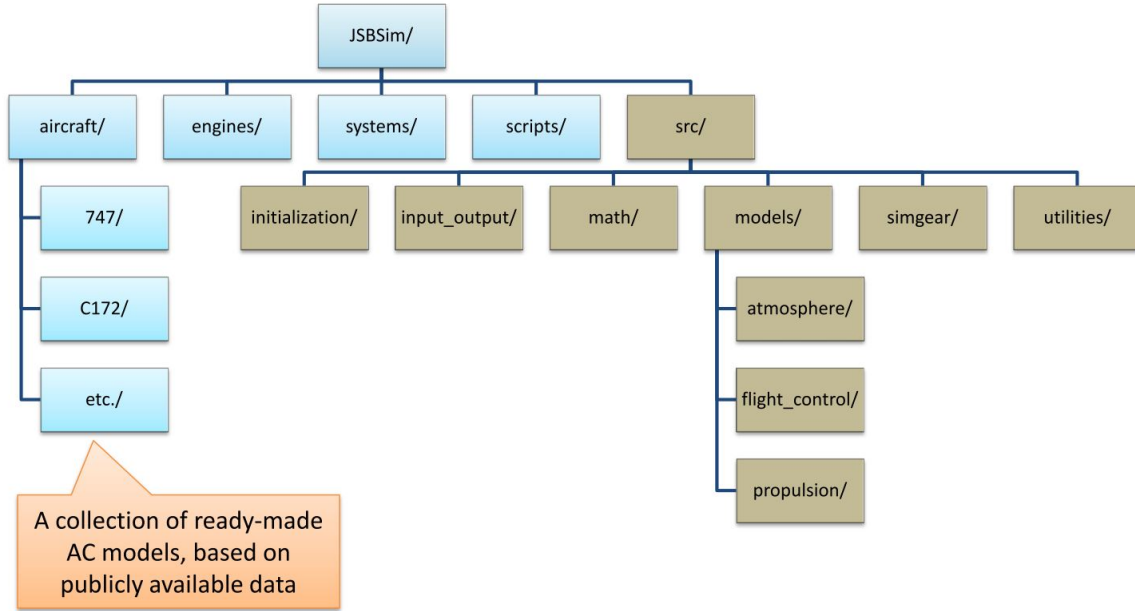 JSBSim/
aircraft/
engines/
systems/
scripts/
src/
747/
C172/
etc./
initialization/
input_output/
math/
models/
simgear/
utilities/
atmosphere/
flight_control/
propulsion/
A collection of ready-made
AC models, based on
publicly available data